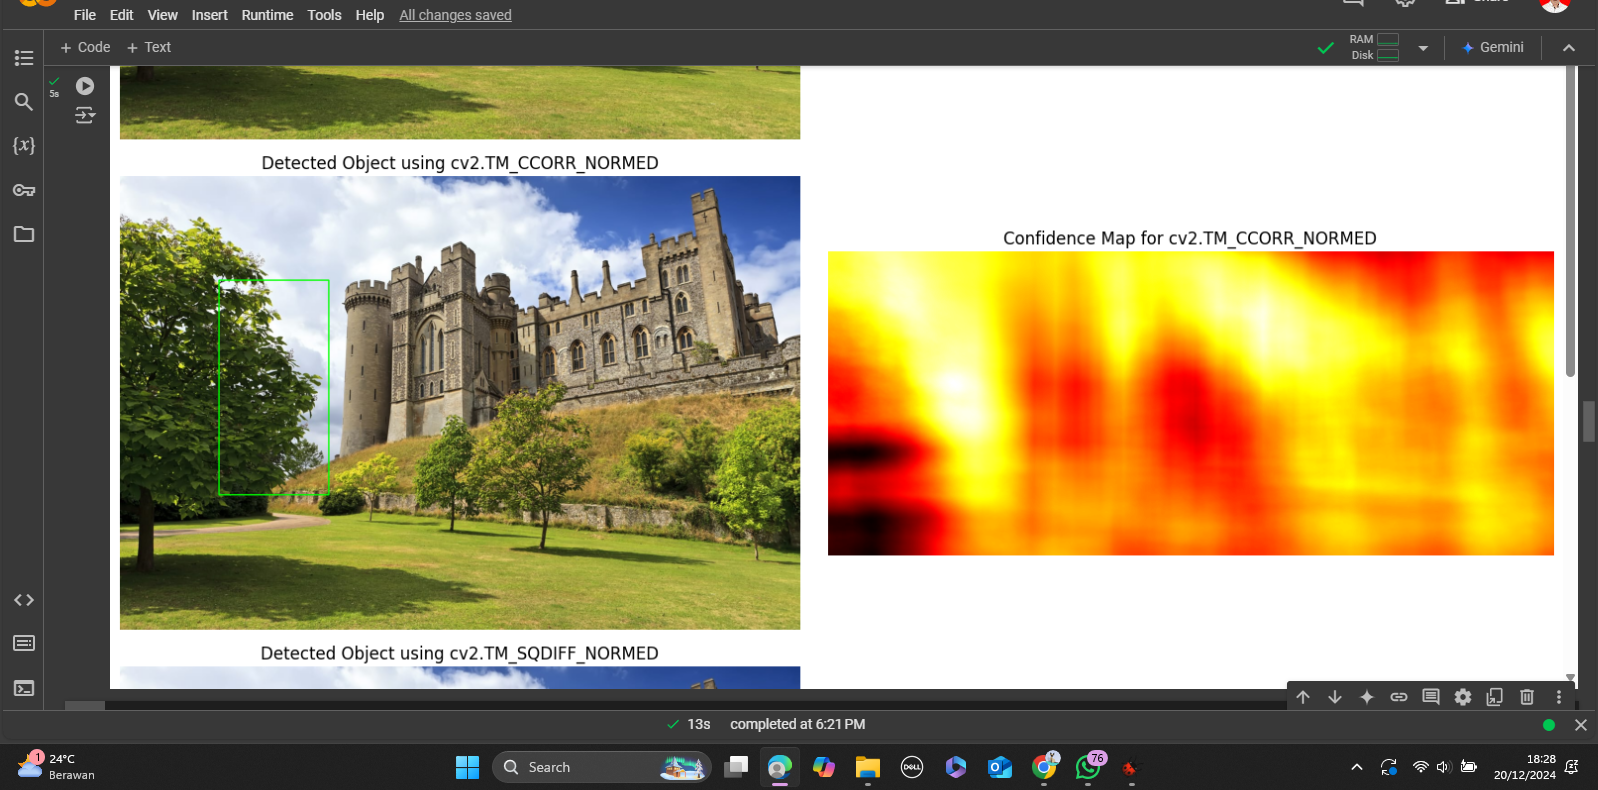 File Edit View Insert Runtime Tools Help All changes saved
+ Code + Text
RAM
Disk
Gemini
5s
{x}
Detected Object using cv2.TM_CCORR_NORMED
Confidence Map for cv2.TM_CCORR_NORMED
Detected Object using cv2.TM_SQDIFF_NORMED
13s completed at 6:21 PM
1
24°C
Berawan
Search
DELL
76
18:28
20/12/2024